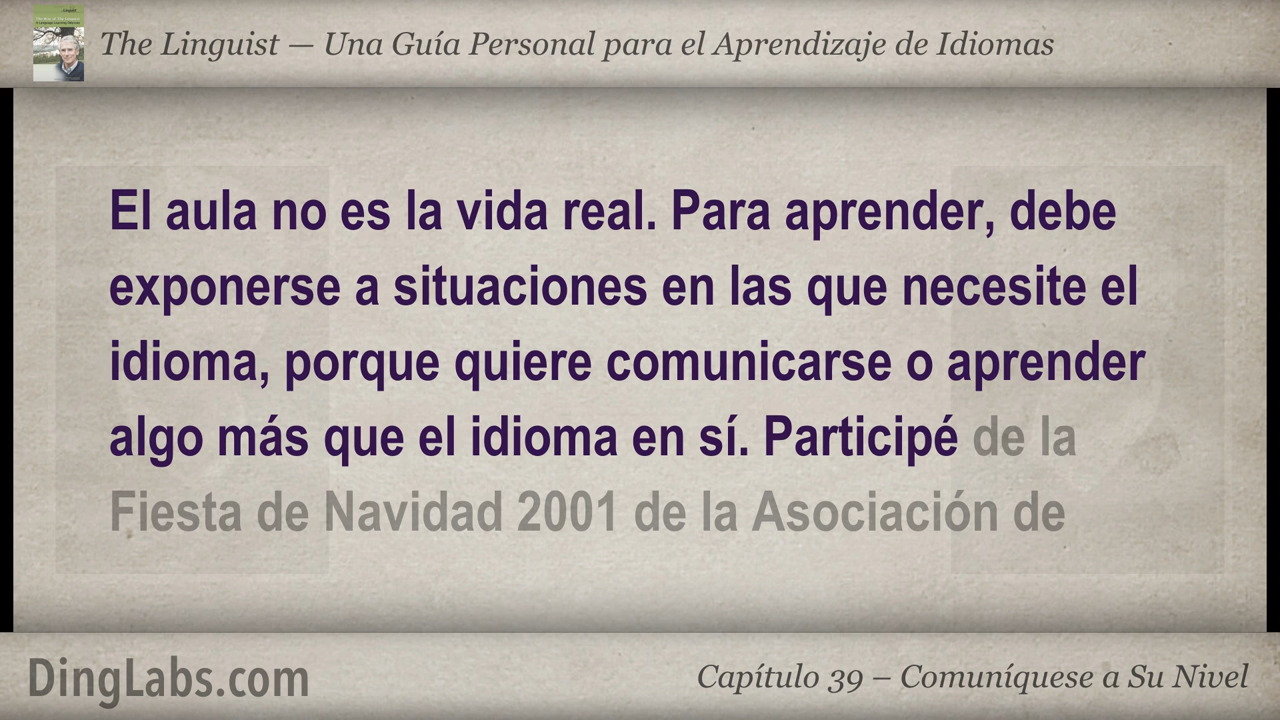 The Linguist — Una Guía Personal para el Aprendizaje de Idiomas
El aula no es la vida real. Para aprender, debe
exponerse a situaciones en las que necesite el
idioma, porque quiere comunicarse o aprender
algo más que el idioma en sí. Participé de la
Fiesta de Navidad 2001 de la Asociación de
DingLabs.com
Capítulo 39 – Comuníquese a Su Nivel